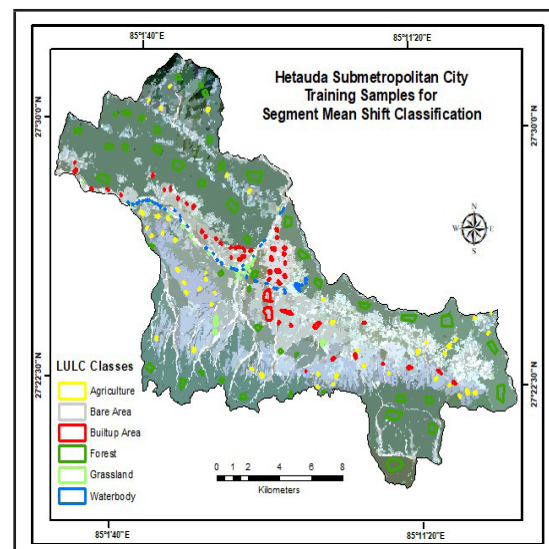 85°1'40"E
85°11'20"E
Hetauda Submetropolitan City
Training Samples for
Segment Mean Shift Classification
27°30'0"N
27°30'0"N
N
W
E
S
27°22'30"N
27°22'30"N
LULC Classes
Agriculture
Bare Area
Builtup Area
Forest
Grassland
Waterbody
0 1 2 4 6 8
Kilometers
85°1'40"E
85°11'20"E